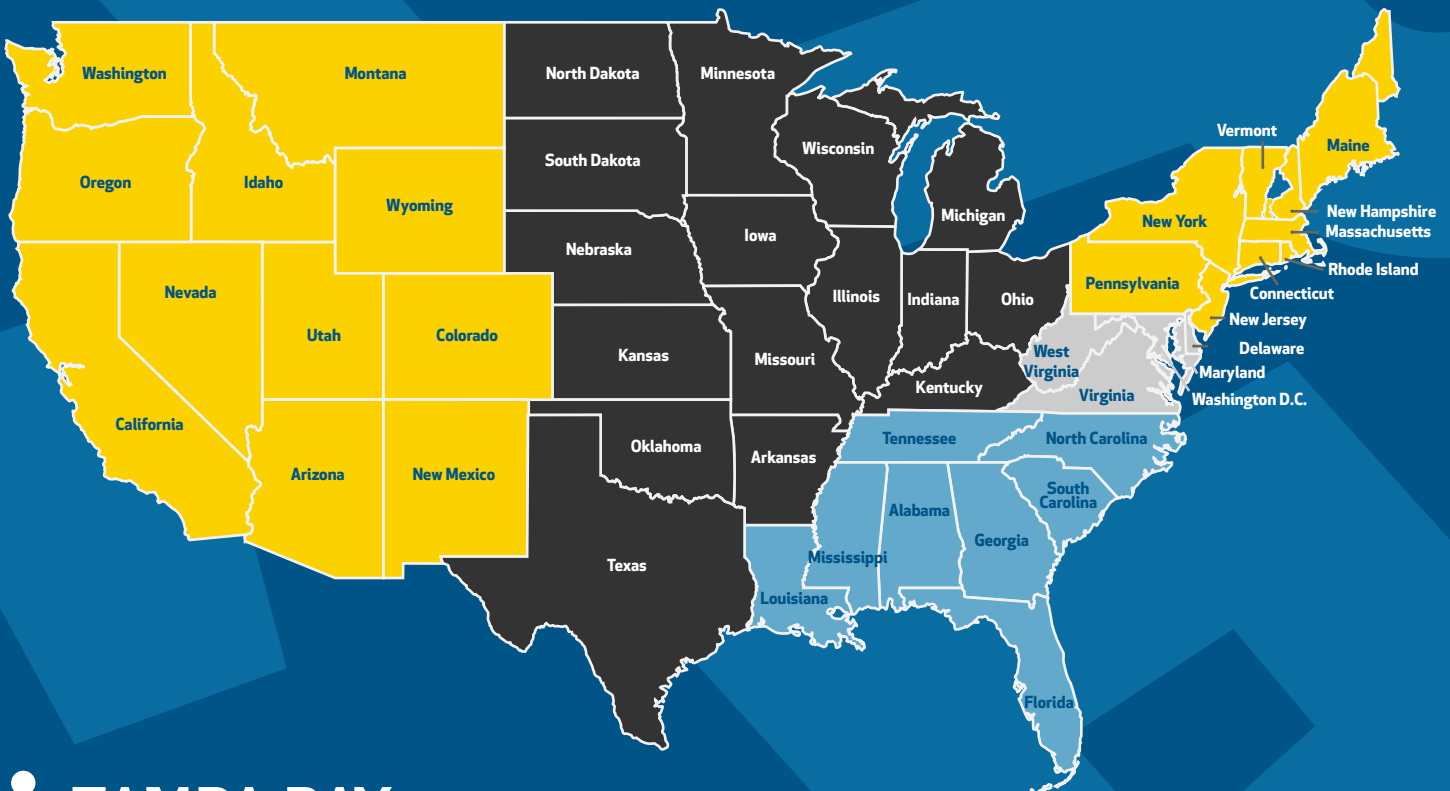 Washington
Montana
North Dakota
Minnesota
Vermont
Wisconsin
Maine
South Dakota
Oregon
Idaho
Wyoming
Michigan
New York
New Hampshire
Massachusetts
Iowa
Nebraska
Rhode Island
Pennsylvania
Nevada
Connecticut
Illinois
Indiana
Ohio
New Jersey
Utah
Colorado
Delaware
Kansas
Missouri
West
Virginia
Maryland
Kentucky
Virginia
Washington D.C.
California
Tennessee
North Carolina
Oklahoma
Arkansas
Arizona
New Mexico
South
Carolina
Alabama
Georgia
Mississippi
Texas
Louisiana
Florida
TAMPA BAY